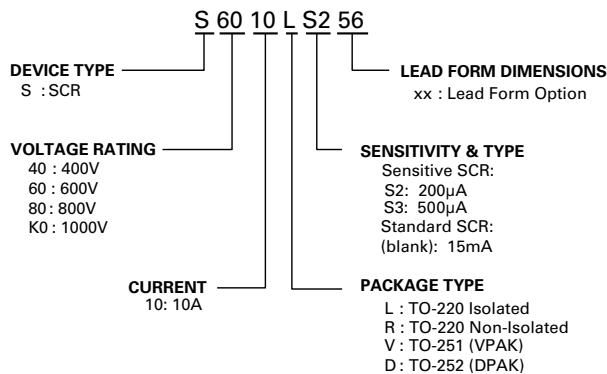 S 60 10 L S2 56
DEVICE TYPE
S : SCR
VOLTAGE RATING
40 : 400V
60 : 600V
80 : 800V
K0 : 1000V
CURRENT
10: 10A
LEAD FORM DIMENSIONS
xx : Lead Form Option
SENSITIVITY & TYPE
Sensitive SCR:
S2: 200µA
S3: 500µA
Standard SCR:
(blank): 15mA
PACKAGE TYPE
L : TO-220 Isolated
R : TO-220 Non-Isolated
V : TO-251 (VPAK)
D : TO-252 (DPAK)